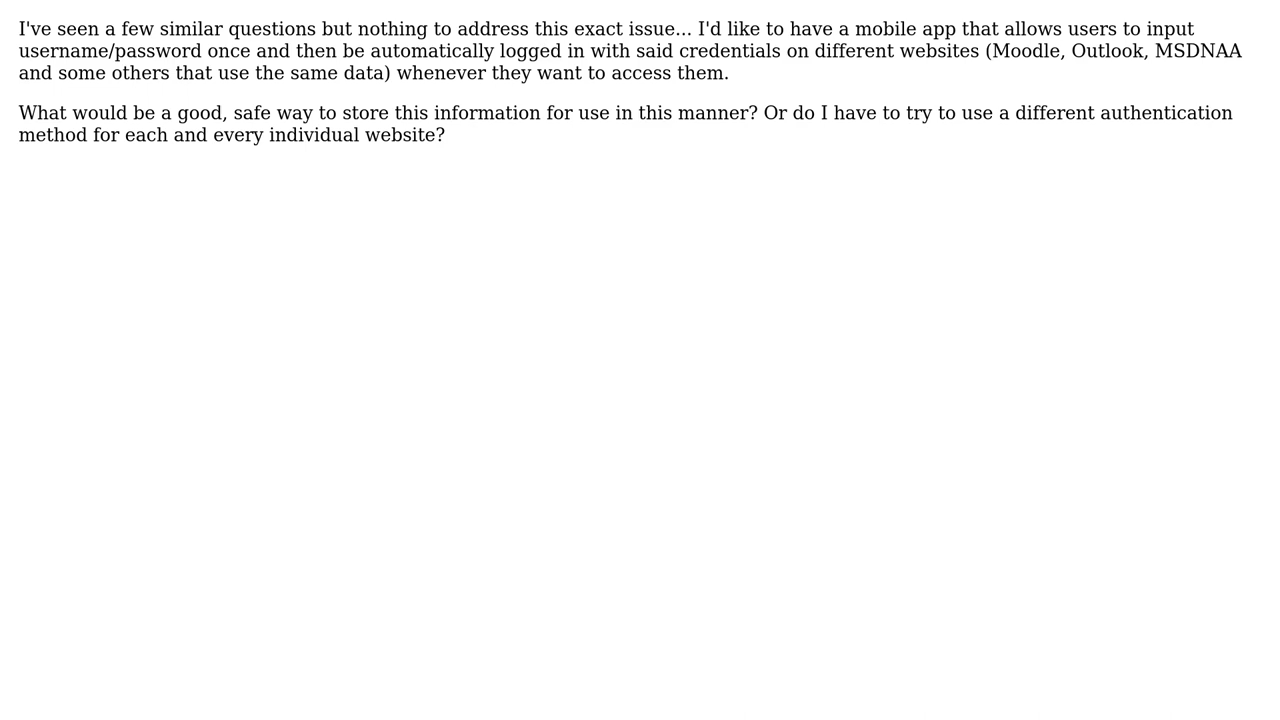 I've seen a few similar questions but nothing to address this exact issue... I'd like to have a mobile app that allows users to input
username/password once and then be automatically logged in with said credentials on different websites (Moodle, Outlook, MSDNAA
and some others that use the same data) whenever they want to access them.
What would be a good, safe way to store this information for use in this manner? Or do I have to try to use a different authentication
method for each and every individual website?